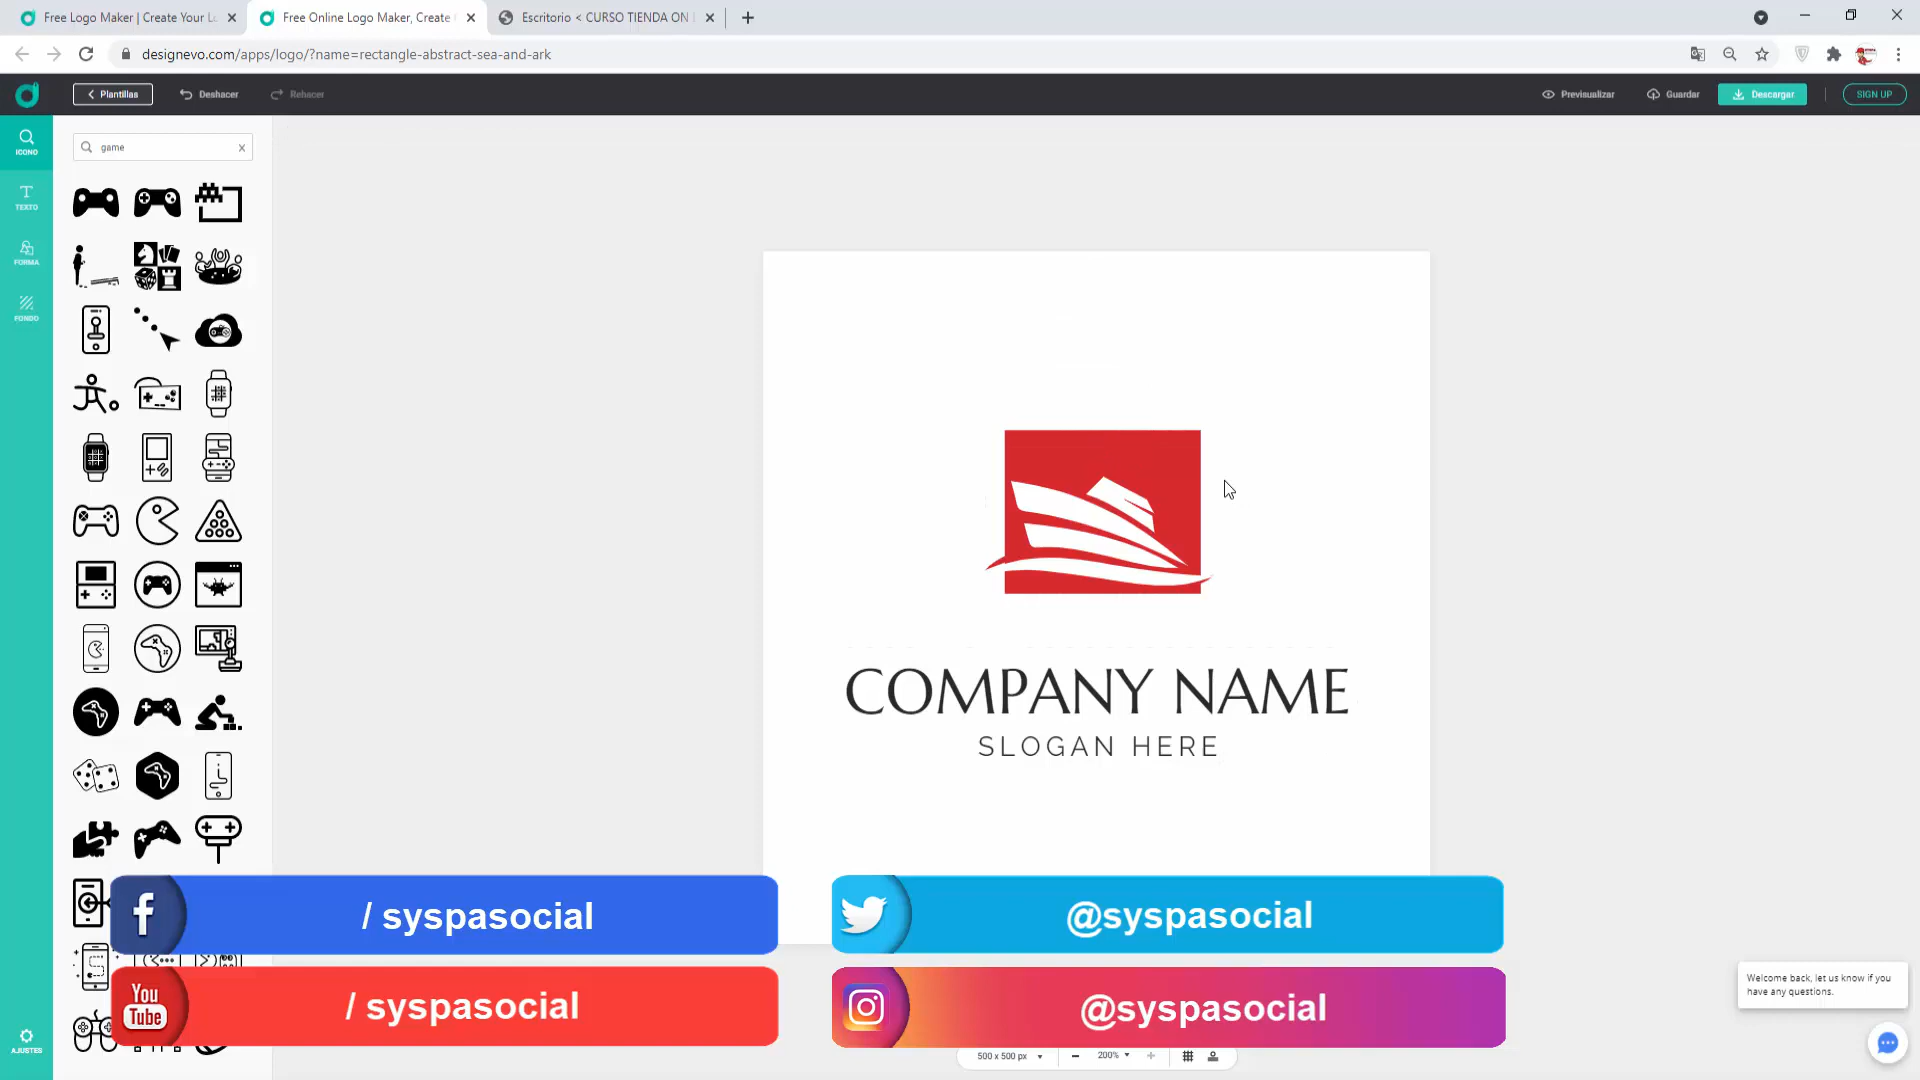 Free Logo Maker | Create Your Lo
Free Online Logo Maker, Create
Escritorio < CURSO TIENDA ON
designevo.com/apps/logo/?name=rectangle-abstract-sea-and-ark
Plantillas
Deshacer
Rehacer
Previsualizar
Guardar
Descargar
SIGN UP
ICONO
TEXTO
FORMA
FONDO
AJUSTES
game
COMPANY NAME
SLOGAN HERE
/ syspasocial
@syspasocial
You
Tube
/ syspasocial
@syspasocial
Welcome back, let us know if you
have any questions.
500 x 500 px
200%